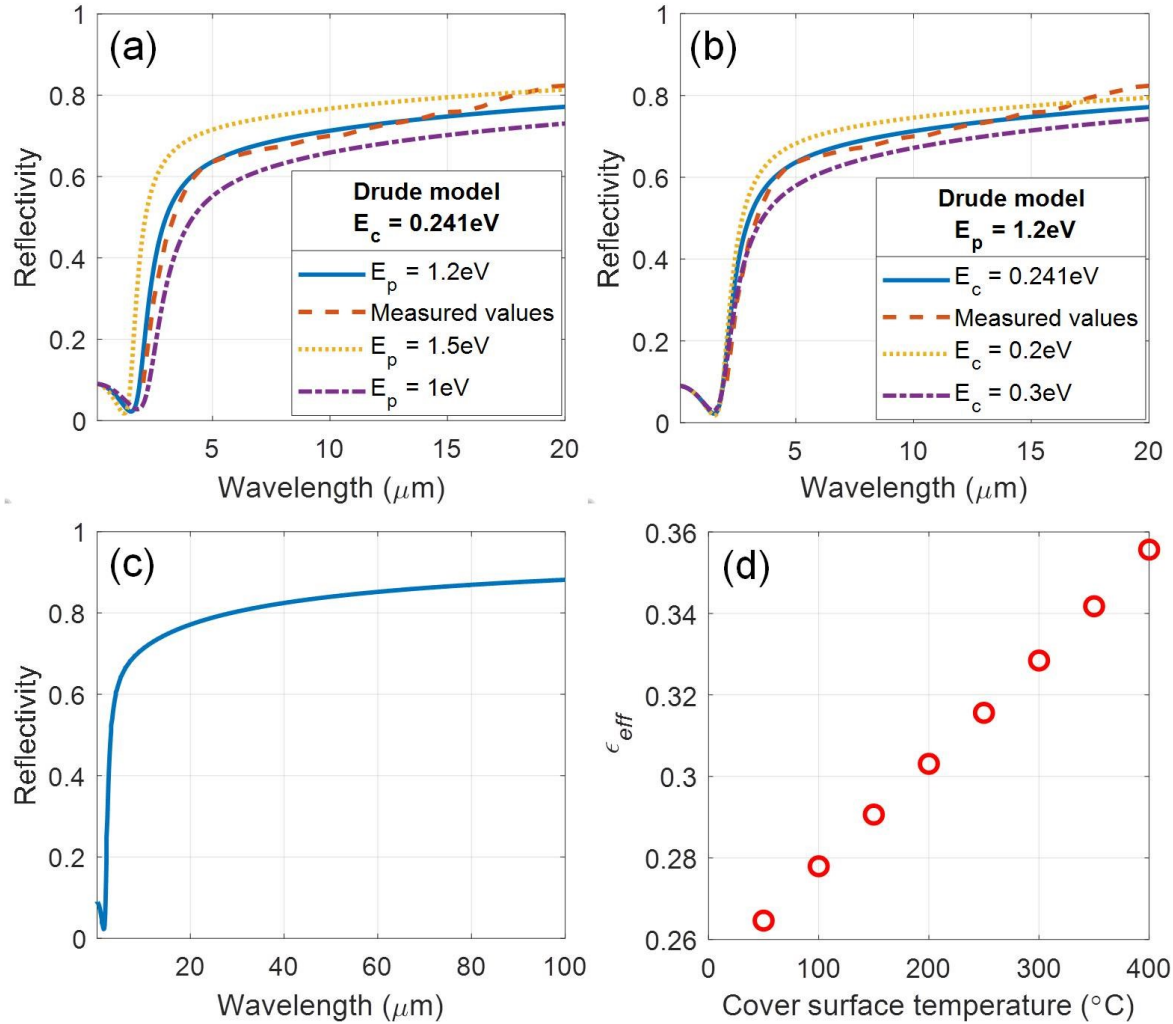 (a)
1
0.8
0.6
0.4
0.2
0
Reflectivity
Drude model
E_c = 0.241eV
E_p = 1.2eV
Measured values
E_p = 1.5eV
E_p = 1eV
5
10
15
20
Wavelength (μm)
(b)
1
0.8
0.6
0.4
0.2
0
Reflectivity
Drude model
E_p = 1.2eV
E_c = 0.241eV
Measured values
E_c = 0.2eV
E_c = 0.3eV
5
10
15
20
Wavelength (μm)
(c)
1
0.8
0.6
0.4
0.2
0
Reflectivity
20
40
60
80
100
Wavelength (μm)
(d)
0.36
0.34
0.32
0.3
0.28
0.26
ϵ_eff
0
100
200
300
400
Cover surface temperature (°C)